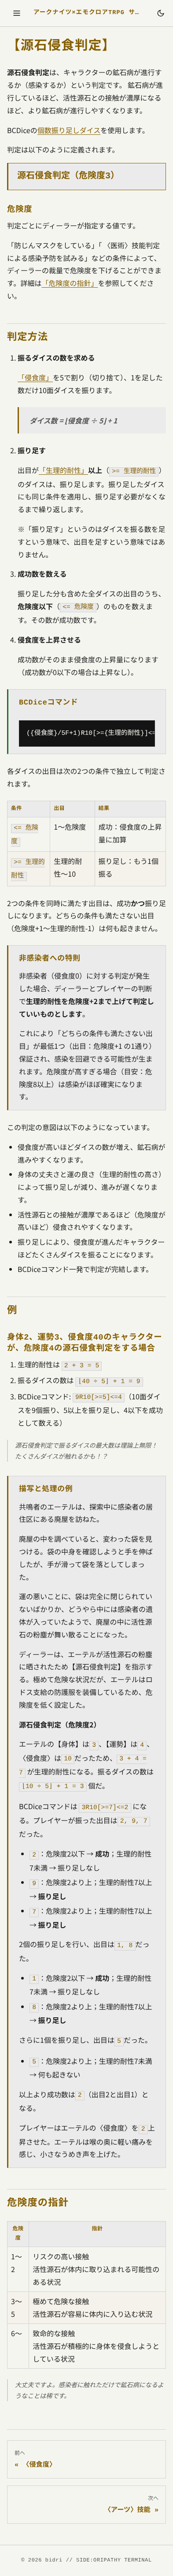 アークナイツ×エモクロアTRPG サ…
【源石侵食判定】
源石侵食判定は、キャラクターの鉱石病が進行す
るか（感染するか）という判定です。 鉱石病が進
行しているほど、活性源石との接触が濃厚になる
ほど、より鉱石病が進行しやすくなります。
BCDiceの個数振り足しダイスを使用します。
判定は以下のように定義されます。
源石侵食判定（危険度3）
危険度
判定ごとにディーラーが指定する値です。
「防じんマスクをしている」「 〈医術〉技能判定
による感染予防を試みる」などの条件によって、
ディーラーの裁量で危険度を下げることができま
す。詳細は「危険度の指針」を参照してくださ
い。
判定方法
1. 振るダイスの数を求める
「侵食度」を5で割り（切り捨て）、1を足した
数だけ10面ダイスを振ります。
ダイス数 = [侵食度 ÷ 5] + 1
2. 振り足す
出目が「生理的耐性」以上（ >= 生理的耐性 ）
のダイスは、振り足します。振り足したダイス
にも同じ条件を適用し、振り足す必要がなくな
るまで繰り返します。
※「振り足す」というのはダイスを振る数を足
すという意味で、出目を足すという意味ではあ
りません。
3. 成功数を数える
振り足した分も含めた全ダイスの出目のうち、
危険度以下（ <= 危険度 ）のものを数えま
す。その数が成功数です。
4. 侵食度を上昇させる
成功数がそのまま侵食度の上昇量になります
（成功数が0以下の場合は上昇なし）。
BCDiceコマンド
((侵食度)/5F+1)R10[>={生理的耐性}]<=
各ダイスの出目は次の2つの条件で独立して判定さ
れます。
条件 出目 結果
<= 危険度 1〜危険度 成功：侵食度の上昇量に加算
>= 生理的耐性 生理的耐性〜10 振り足し：もう1個振る
2つの条件を同時に満たす出目は、成功かつ振り足
しになります。どちらの条件も満たさない出目
（危険度+1〜生理的耐性-1）は何も起きません。
非感染者への特則
非感染者（侵食度0）に対する判定が発生
した場合、ディーラーとプレイヤーの判断
で生理的耐性を危険度+2まで上げて判定し
ていいものとします。
これにより「どちらの条件も満たさない出
目」が最低1つ（出目：危険度+1 の1通り）
保証され、感染を回避できる可能性が生ま
れます。危険度が高すぎる場合（目安：危
険度8以上）は感染がほぼ確実になりま
す。
この判定の意図は以下のようになっています。
• 侵食度が高いほどダイスの数が増え、鉱石病が
進みやすくなります。
• 身体の丈夫さと運の良さ（生理的耐性の高さ）
によって振り足しが減り、進みが遅くなりま
す。
• 活性源石との接触が濃厚であるほど（危険度が
高いほど）侵食されやすくなります。
• 振り足しにより、侵食度が進んだキャラクター
ほどたくさんダイスを振ることになります。
• BCDiceコマンド一発で判定が完結します。
例
身体2、運勢3、侵食度40のキャラクター
が、危険度4の源石侵食判定をする場合
1. 生理的耐性は 2 + 3 = 5
2. 振るダイスの数は [40 ÷ 5] + 1 = 9
3. BCDiceコマンド: 9R10[>=5]<=4 （10面ダイ
スを9個振り、5以上を振り足し、4以下を成功
として数える）
源石侵食判定で振るダイスの最大数は理論上無限！
たくさんダイスが触れるかも！？
描写と処理の例
共鳴者のエーテルは、探索中に感染者の居
住区にある廃屋を訪ねた。
廃屋の中を調べていると、変わった袋を見
つける。袋の中身を確認しようと手を伸ば
したが、手が滑って袋を落としてしまっ
た。
運の悪いことに、袋は完全に閉じられてい
ないばかりか、どうやら中には感染者の遺
体が入っていたようで、廃屋の中に活性源
石の粉塵が舞い散ることになった。
ディーラーは、エーテルが活性源石の粉塵
に晒されたため【源石侵食判定】を指示す
る。極めて危険な状況だが、エーテルはロ
ドス支給の防護服を装備しているため、危
険度を低く設定した。
源石侵食判定（危険度2）
エーテルの【身体】は 3 、【運勢】は 4 、
〈侵食度〉は 10 だったため、 3 + 4 =
7 が生理的耐性になる。振るダイスの数は
[10 ÷ 5] + 1 = 3 個だ。
BCDiceコマンドは 3R10[>=7]<=2 にな
る。プレイヤーが振った出目は 2, 9, 7
だった。
• 2 ：危険度2以下 → 成功；生理的耐性
7未満 → 振り足しなし
• 9 ：危険度2より上；生理的耐性7以上
→ 振り足し
• 7 ：危険度2より上；生理的耐性7以上
→ 振り足し
2個の振り足しを行い、出目は 1, 8 だっ
た。
• 1 ：危険度2以下 → 成功；生理的耐性
7未満 → 振り足しなし
• 8 ：危険度2より上；生理的耐性7以上
→ 振り足し
さらに1個を振り足し、出目は 5 だった。
• 5 ：危険度2より上；生理的耐性7未満
→ 何も起きない
以上より成功数は 2 （出目2と出目1）と
なる。
プレイヤーはエーテルの〈侵食度〉を 2 上
昇させた。エーテルは喉の奥に軽い痛みを
感じ、小さなうめき声を上げた。
危険度の指針
危険度 指針
1〜2 リスクの高い接触
活性源石が体内に取り込まれる可能性の
ある状況
3〜5 極めて危険な接触
活性源石が容易に体内に入り込む状況
6〜 致命的な接触
活性源石が積極的に身体を侵食しようと
している状況
大丈夫ですよ。感染者に触れただけで鉱石病になるよ
うなことは稀です。
前へ
« 〈侵食度〉
次へ
〈アーツ〉技能 »
© 2026 bidri // SIDE:ORIPATHY TERMINAL